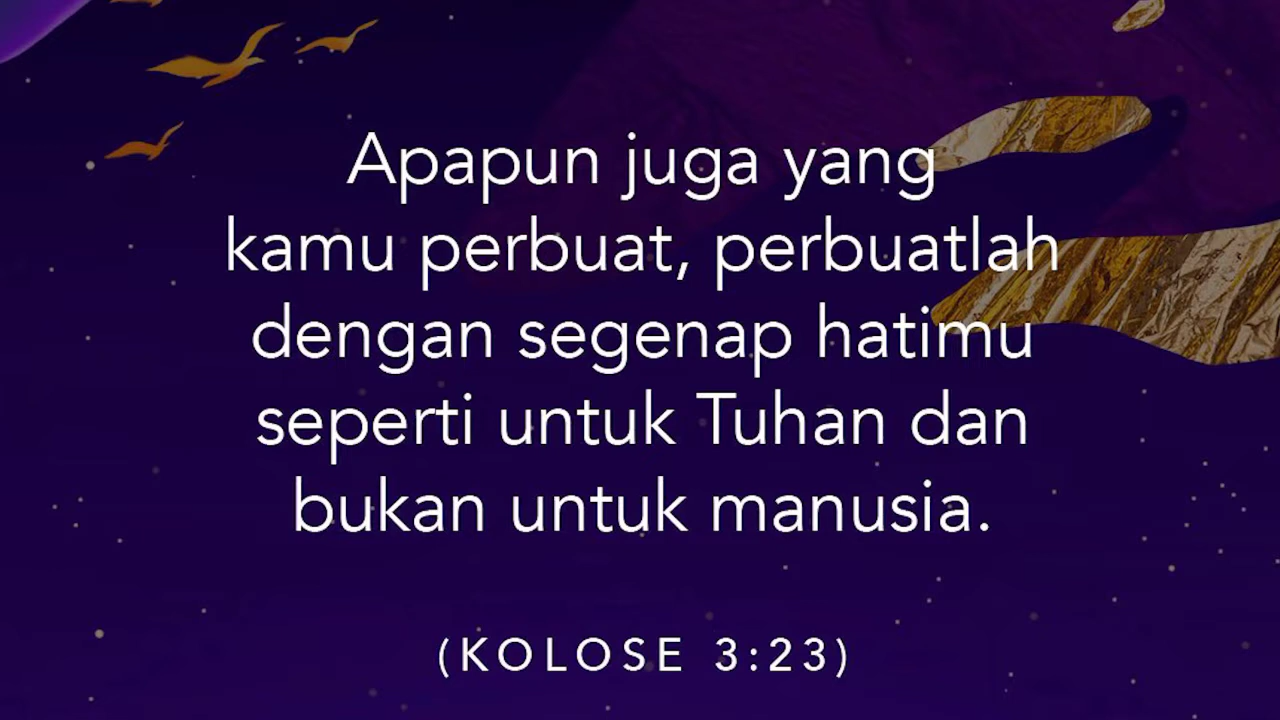 Apapun juga yang
kamu perbuat, perbuatlah
dengan segenap hatimu
seperti untuk Tuhan dan
bukan untuk manusia.
(KOLOSE 3:23)